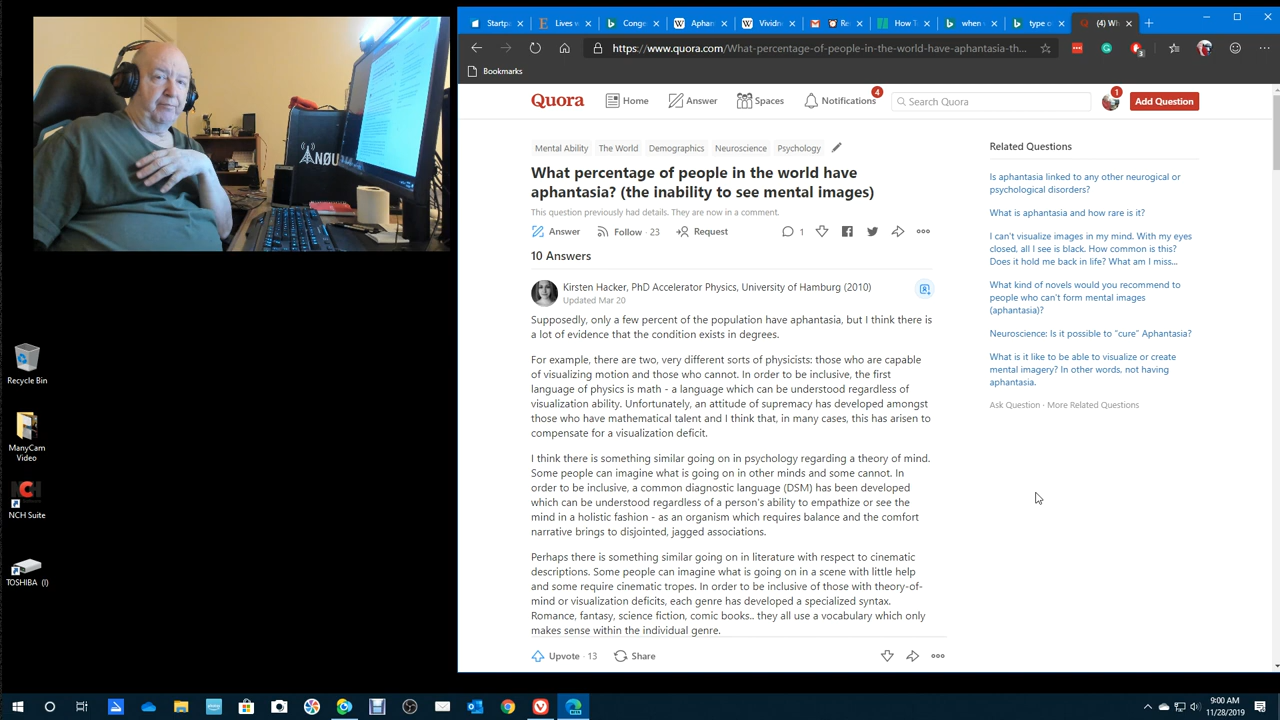 Startpa
Lives v
Conge
Aphan
Vividn
Re
How To
when v
type o
(4) Wh
https://www.quora.com/What-percentage-of-people-in-the-world-have-aphantasia-th...
3
Bookmarks
Quora
Home
Answer
Spaces
Notifications
4
Search Quora
1
Add Question
Mental Ability
The World
Demographics
Neuroscience
Psychology
What percentage of people in the world have
aphantasia? (the inability to see mental images)
This question previously had details. They are now in a comment.
Answer
Follow · 23
Request
1
10 Answers
Kirsten Hacker, PhD Accelerator Physics, University of Hamburg (2010)
Updated Mar 20
Supposedly, only a few percent of the population have aphantasia, but I think there is
a lot of evidence that the condition exists in degrees.
For example, there are two, very different sorts of physicists: those who are capable
of visualizing motion and those who cannot. In order to be inclusive, the first
language of physics is math - a language which can be understood regardless of
visualization ability. Unfortunately, an attitude of supremacy has developed amongst
those who have mathematical talent and I think that, in many cases, this has arisen to
compensate for a visualization deficit.
I think there is something similar going on in psychology regarding a theory of mind.
Some people can imagine what is going on in other minds and some cannot. In
order to be inclusive, a common diagnostic language (DSM) has been developed
which can be understood regardless of a person's ability to empathize or see the
mind in a holistic fashion - as an organism which requires balance and the comfort
narrative brings to disjointed, jagged associations.
Perhaps there is something similar going on in literature with respect to cinematic
descriptions. Some people can imagine what is going on in a scene with little help
and some require cinematic tropes. In order to be inclusive of those with theory-of-
mind or visualization deficits, each genre has developed a specialized syntax.
Romance, fantasy, science fiction, comic books.. they all use a vocabulary which only
makes sense within the individual genre.
Upvote · 13
Share
Related Questions
Is aphantasia linked to any other neurogical or
psychological disorders?
What is aphantasia and how rare is it?
I can't visualize images in my mind. With my eyes
closed, all I see is black. How common is this?
Does it hold me back in life? What am I miss...
What kind of novels would you recommend to
people who can't form mental images
(aphantasia)?
Neuroscience: Is it possible to "cure" Aphantasia?
What is it like to be able to visualize or create
mental imagery? In other words, not having
aphantasia.
Ask Question · More Related Questions
Recycle Bin
ManyCam
Video
NCH
NCH Suite
TOSHIBA (I)
9:00 AM
11/28/2019